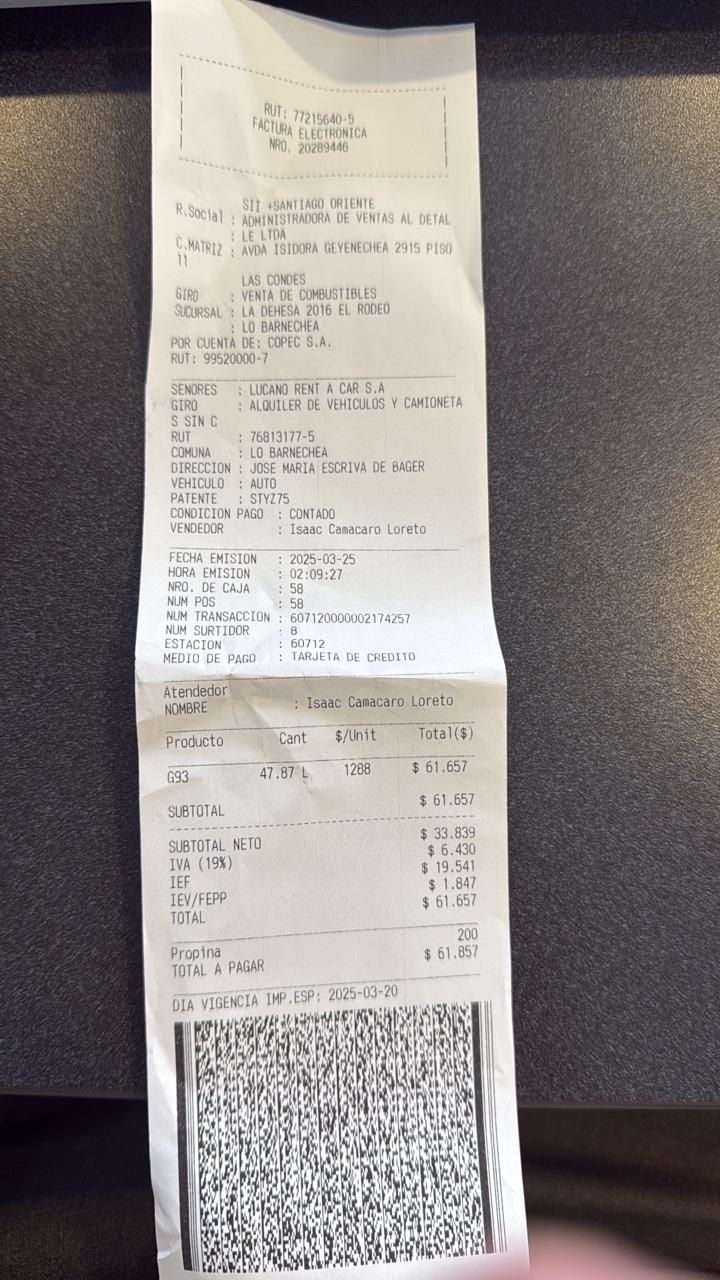 RUT: 77215640-5
FACTURA ELECTRONICA
NRO. 20289446
SII +SANTIAGO ORIENTE
R.Social : ADMINISTRADORA DE VENTAS AL DETAL
: LE LTDA
C.MATRIZ : AVDA ISIDORA GEYENECHEA 2915 PISO
11
LAS CONDES
GIRO : VENTA DE COMBUSTIBLES
SUCURSAL : LA DEHESA 2016 EL RODEO
: LO BARNECHEA
POR CUENTA DE: COPEC S.A.
RUT: 99520000-7
SENORES : LUCANO RENT A CAR S.A
GIRO : ALQUILER DE VEHICULOS Y CAMIONETA
S SIN C
RUT : 76813177-5
COMUNA : LO BARNECHEA
DIRECCION : JOSE MARIA ESCRIVA DE BAGER
VEHICULO : AUTO
PATENTE : STYZ75
CONDICION PAGO : CONTADO
VENDEDOR : Isaac Camacaro Loreto
FECHA EMISION : 2025-03-25
HORA EMISION : 02:09:27
NRO. DE CAJA : 58
NUM POS : 58
NUM TRANSACCION : 607120000002174257
NUM SURTIDOR : 8
ESTACION : 60712
MEDIO DE PAGO : TARJETA DE CREDITO
Atendedor
NOMBRE : Isaac Camacaro Loreto
Producto Cant $/Unit Total($)
G93 47.87 L 1288 $ 61.657
SUBTOTAL $ 61.657
SUBTOTAL NETO $ 33.839
IVA (19%) $ 6.430
IEF $ 19.541
IEV/FEPP $ 1.847
TOTAL $ 61.657
Propina 200
TOTAL A PAGAR $ 61.857
DIA VIGENCIA IMP.ESP: 2025-03-20